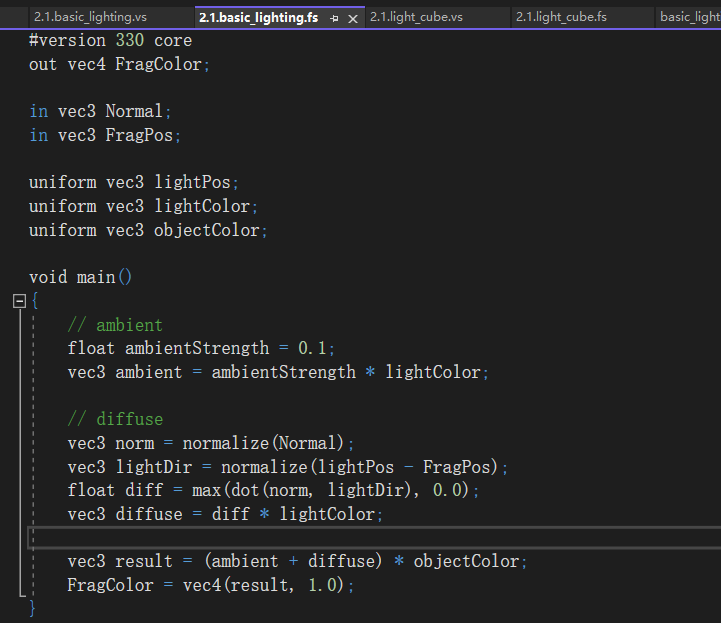 2.1.basic_lighting.vs 2.1.basic_lighting.fs 2.1.light_cube.vs 2.1.light_cube.fs basic_light
#version 330 core
out vec4 FragColor;

in vec3 Normal;
in vec3 FragPos;

uniform vec3 lightPos;
uniform vec3 lightColor;
uniform vec3 objectColor;

void main()
{
    // ambient
    float ambientStrength = 0.1;
    vec3 ambient = ambientStrength * lightColor;

    // diffuse
    vec3 norm = normalize(Normal);
    vec3 lightDir = normalize(lightPos - FragPos);
    float diff = max(dot(norm, lightDir), 0.0);
    vec3 diffuse = diff * lightColor;

    vec3 result = (ambient + diffuse) * objectColor;
    FragColor = vec4(result, 1.0);
}